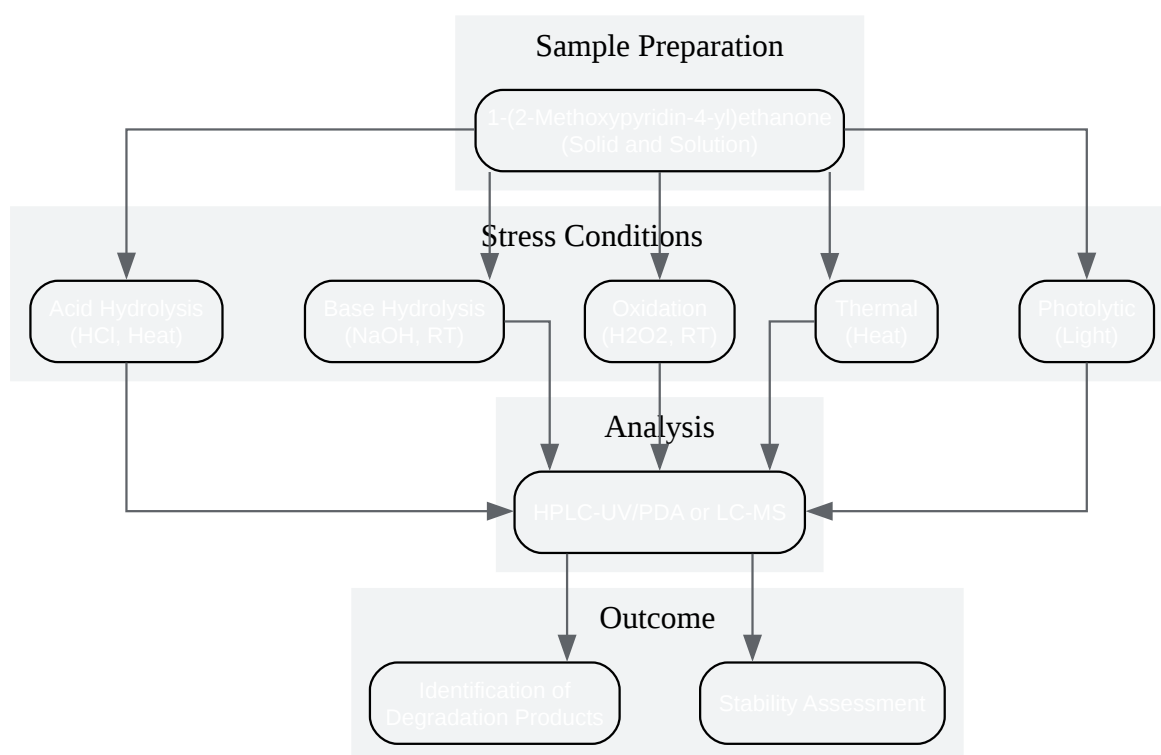 Sample Preparation
1-(2-Methoxypyridin-4-yl)ethanone
(Solid and Solution)
Stress Conditions
Acid Hydrolysis
(HCl, Heat)
Base Hydrolysis
(NaOH, RT)
Oxidation
(H2O2, RT)
Thermal
(Heat)
Photolytic
(Light)
Analysis
HPLC-UV/PDA or LC-MS
Outcome
Identification of
Degradation Products
Stability Assessment